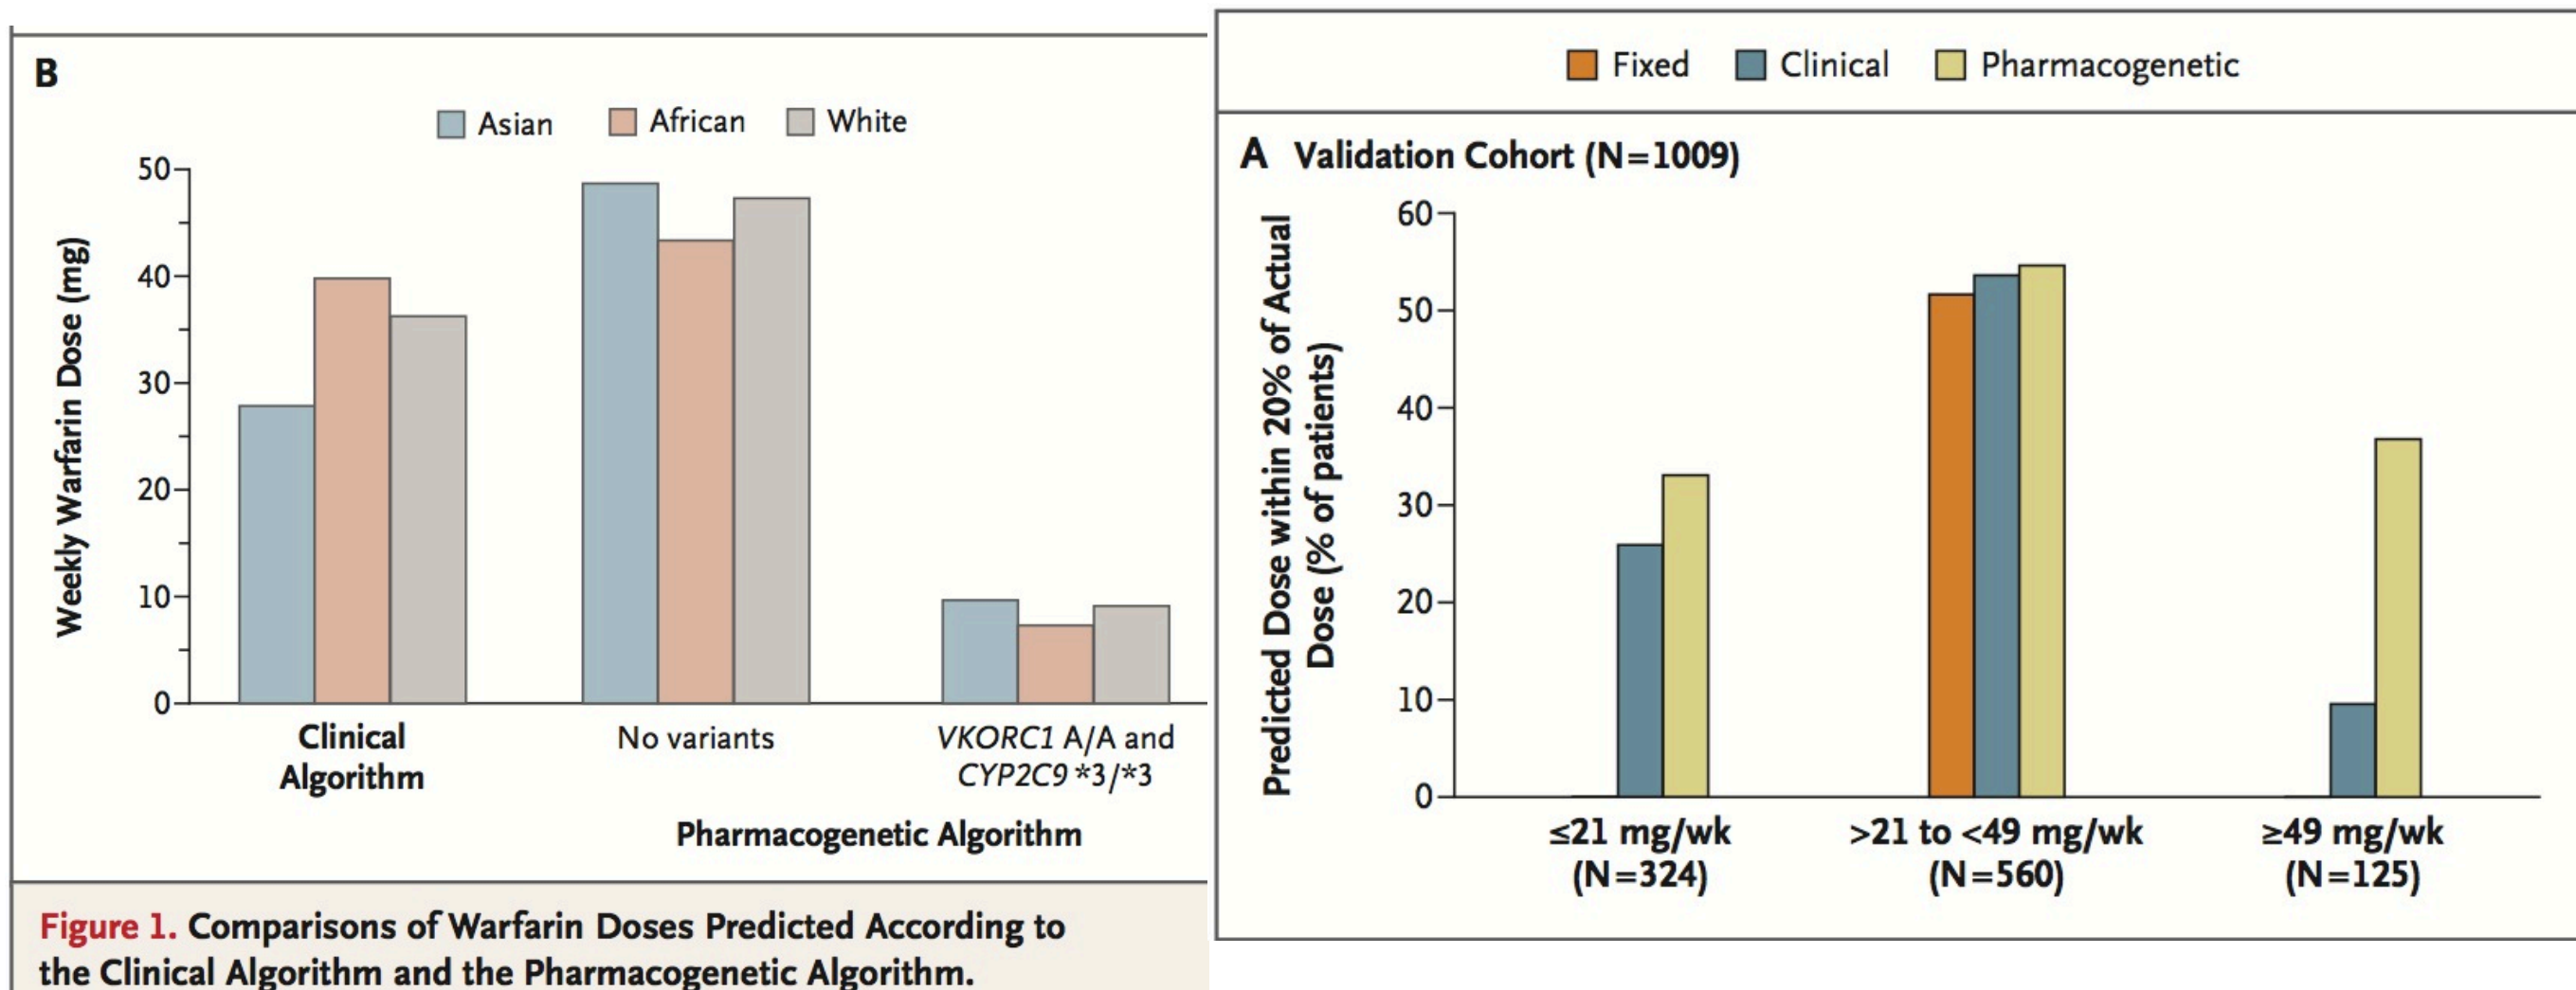 B
Asian African White
Weekly Warfarin Dose (mg)
50
40
30
20
10
0
Clinical
Algorithm
No variants
VKORC1 A/A and
CYP2C9 *3/*3
Pharmacogenetic Algorithm
Figure 1. Comparisons of Warfarin Doses Predicted According to
the Clinical Algorithm and the Pharmacogenetic Algorithm.
Fixed Clinical Pharmacogenetic
A Validation Cohort (N=1009)
Predicted Dose within 20% of Actual
Dose (% of patients)
60
50
40
30
20
10
0
≤21 mg/wk
(N=324)
>21 to <49 mg/wk
(N=560)
≥49 mg/wk
(N=125)